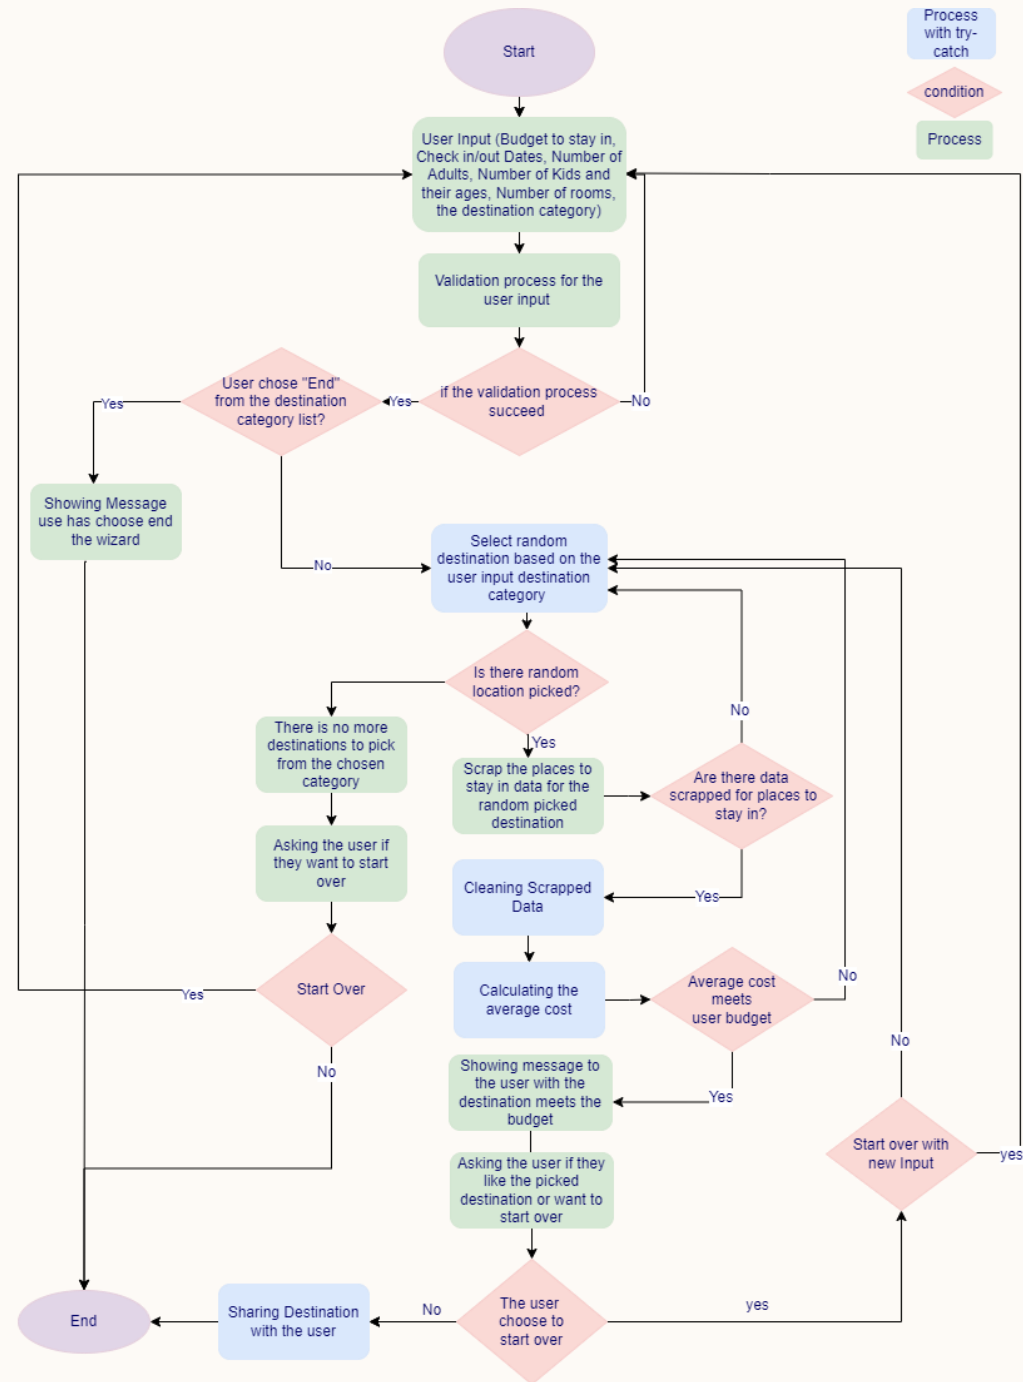 Start
Process
with try-
catch
condition
Process
User Input (Budget to stay in,
Check in/out Dates, Number of
Adults, Number of Kids and
their ages, Number of rooms,
the destination category)
Validation process for the
user input
if the validation process
succeed
No
Yes
User chose "End"
from the destination
category list?
Yes
Showing Message
use has choose end
the wizard
No
Select random
destination based on the
user input destination
category
Is there random
location picked?
There is no more
destinations to pick
from the chosen
category
Yes
Scrap the places to
stay in data for the
random picked
destination
Are there data
scrapped for places to
stay in?
No
Yes
Asking the user if
they want to start
over
Cleaning Scrapped
Data
Start Over
Yes
No
Calculating the
average cost
Average cost
meets
user budget
No
Yes
Showing message to
the user with the
destination meets the
budget
Asking the user if they
like the picked
destination or want to
start over
No
Start over with
new Input
yes
The user
choose to
start over
yes
No
Sharing Destination
with the user
End